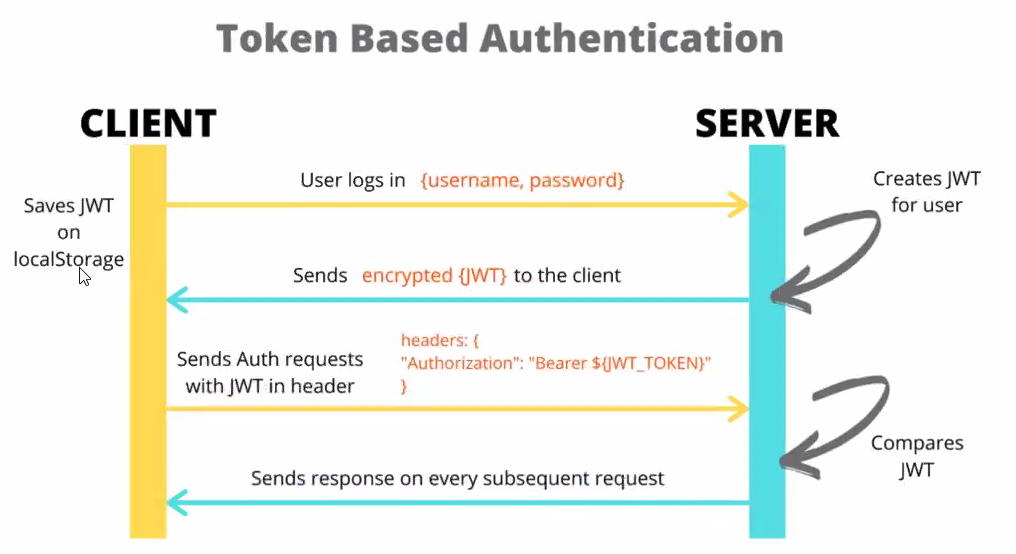 Token Based Authentication
CLIENT
SERVER
User logs in {username, password}
Creates JWT
for user
Saves JWT
on
localStorage
Sends encrypted {JWT} to the client
headers: {
"Authorization": "Bearer ${JWT_TOKEN}"
}
Sends Auth requests
with JWT in header
Compares
JWT
Sends response on every subsequent request